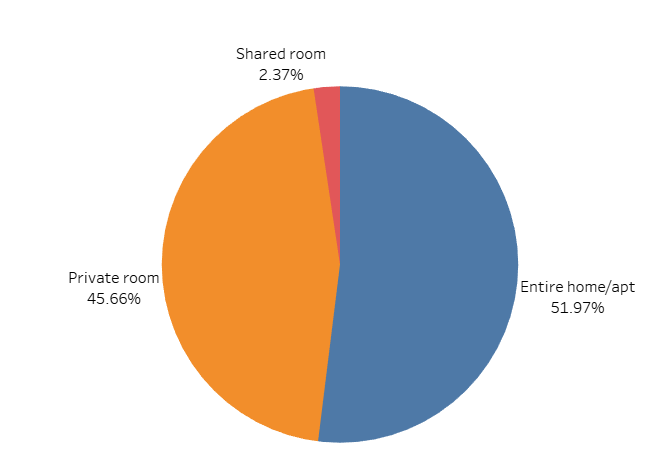 Shared room
2.37%
Private room
45.66%
Entire home/apt
51.97%